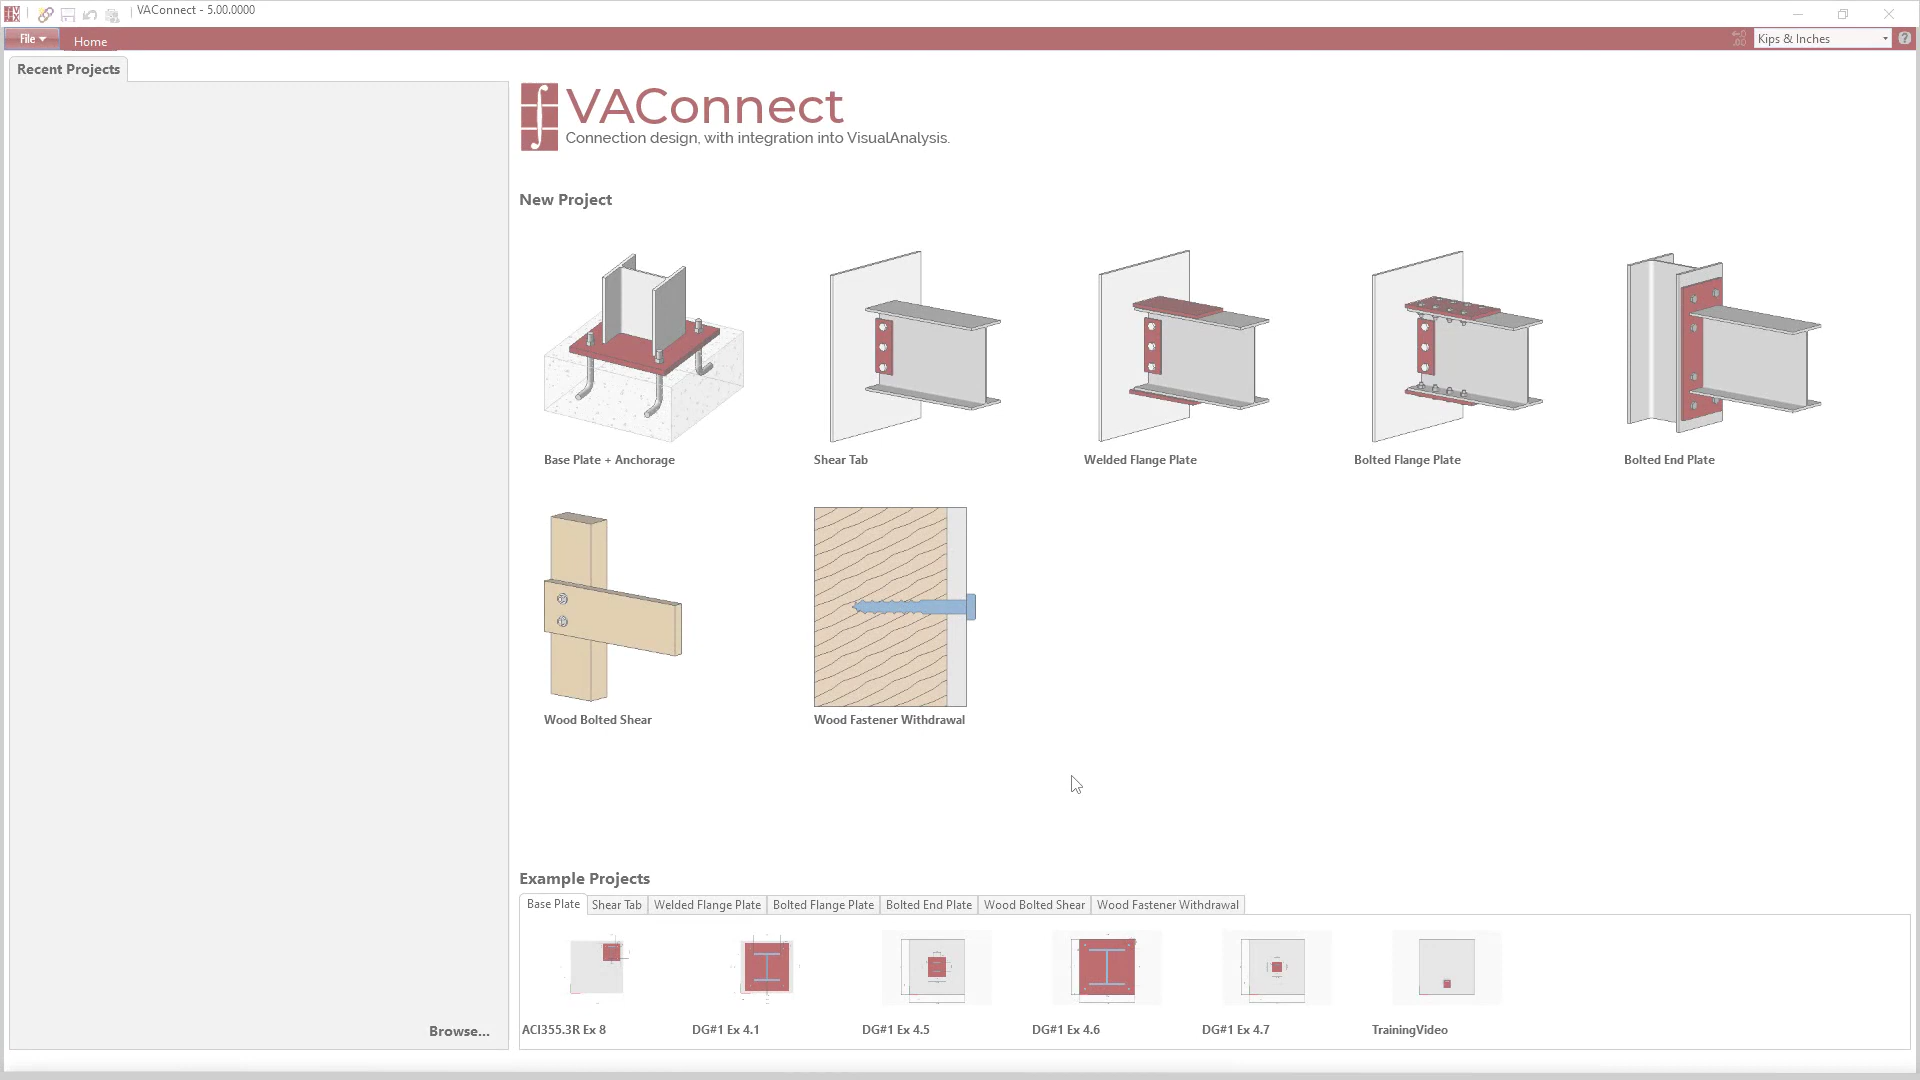 VAConnect - 5.00.0000
File
Home
Kips & Inches
Recent Projects
VAConnect
Connection design, with integration into VisualAnalysis.
New Project
Base Plate + Anchorage
Shear Tab
Welded Flange Plate
Bolted Flange Plate
Bolted End Plate
Wood Bolted Shear
Wood Fastener Withdrawal
Example Projects
Base Plate
Shear Tab
Welded Flange Plate
Bolted Flange Plate
Bolted End Plate
Wood Bolted Shear
Wood Fastener Withdrawal
Browse...
ACI355.3R Ex 8
DG#1 Ex 4.1
DG#1 Ex 4.5
DG#1 Ex 4.6
DG#1 Ex 4.7
TrainingVideo